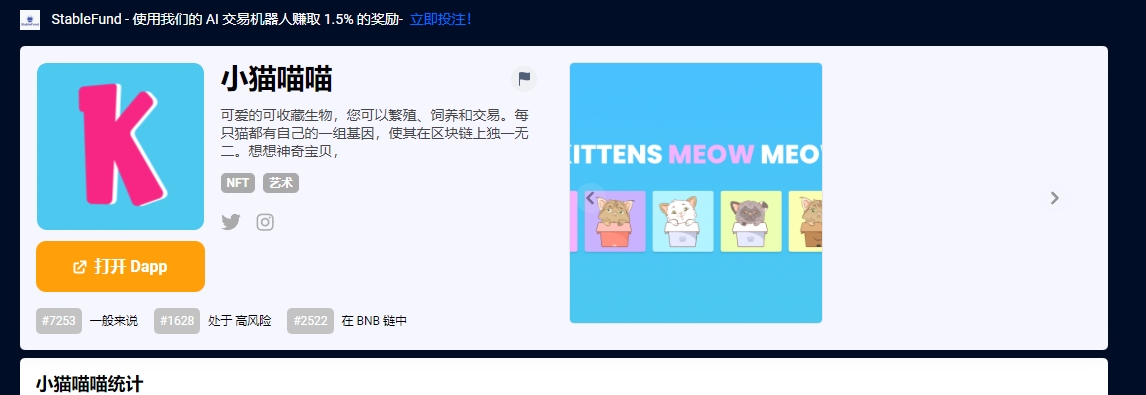 StableFund - 使用我们的 AI 交易机器人赚取 1.5% 的奖励- 立即投注！
小猫喵喵
可爱的可收藏生物，您可以繁殖、饲养和交易。每
只猫都有自己的一组基因，使其在区块链上独一无
二。想想神奇宝贝，
NFT 艺术
打开 Dapp
#7253 一般来说 #1628 处于 高风险 #2522 在 BNB 链中
K
KITTENS MEOW MEO
小猫喵喵统计